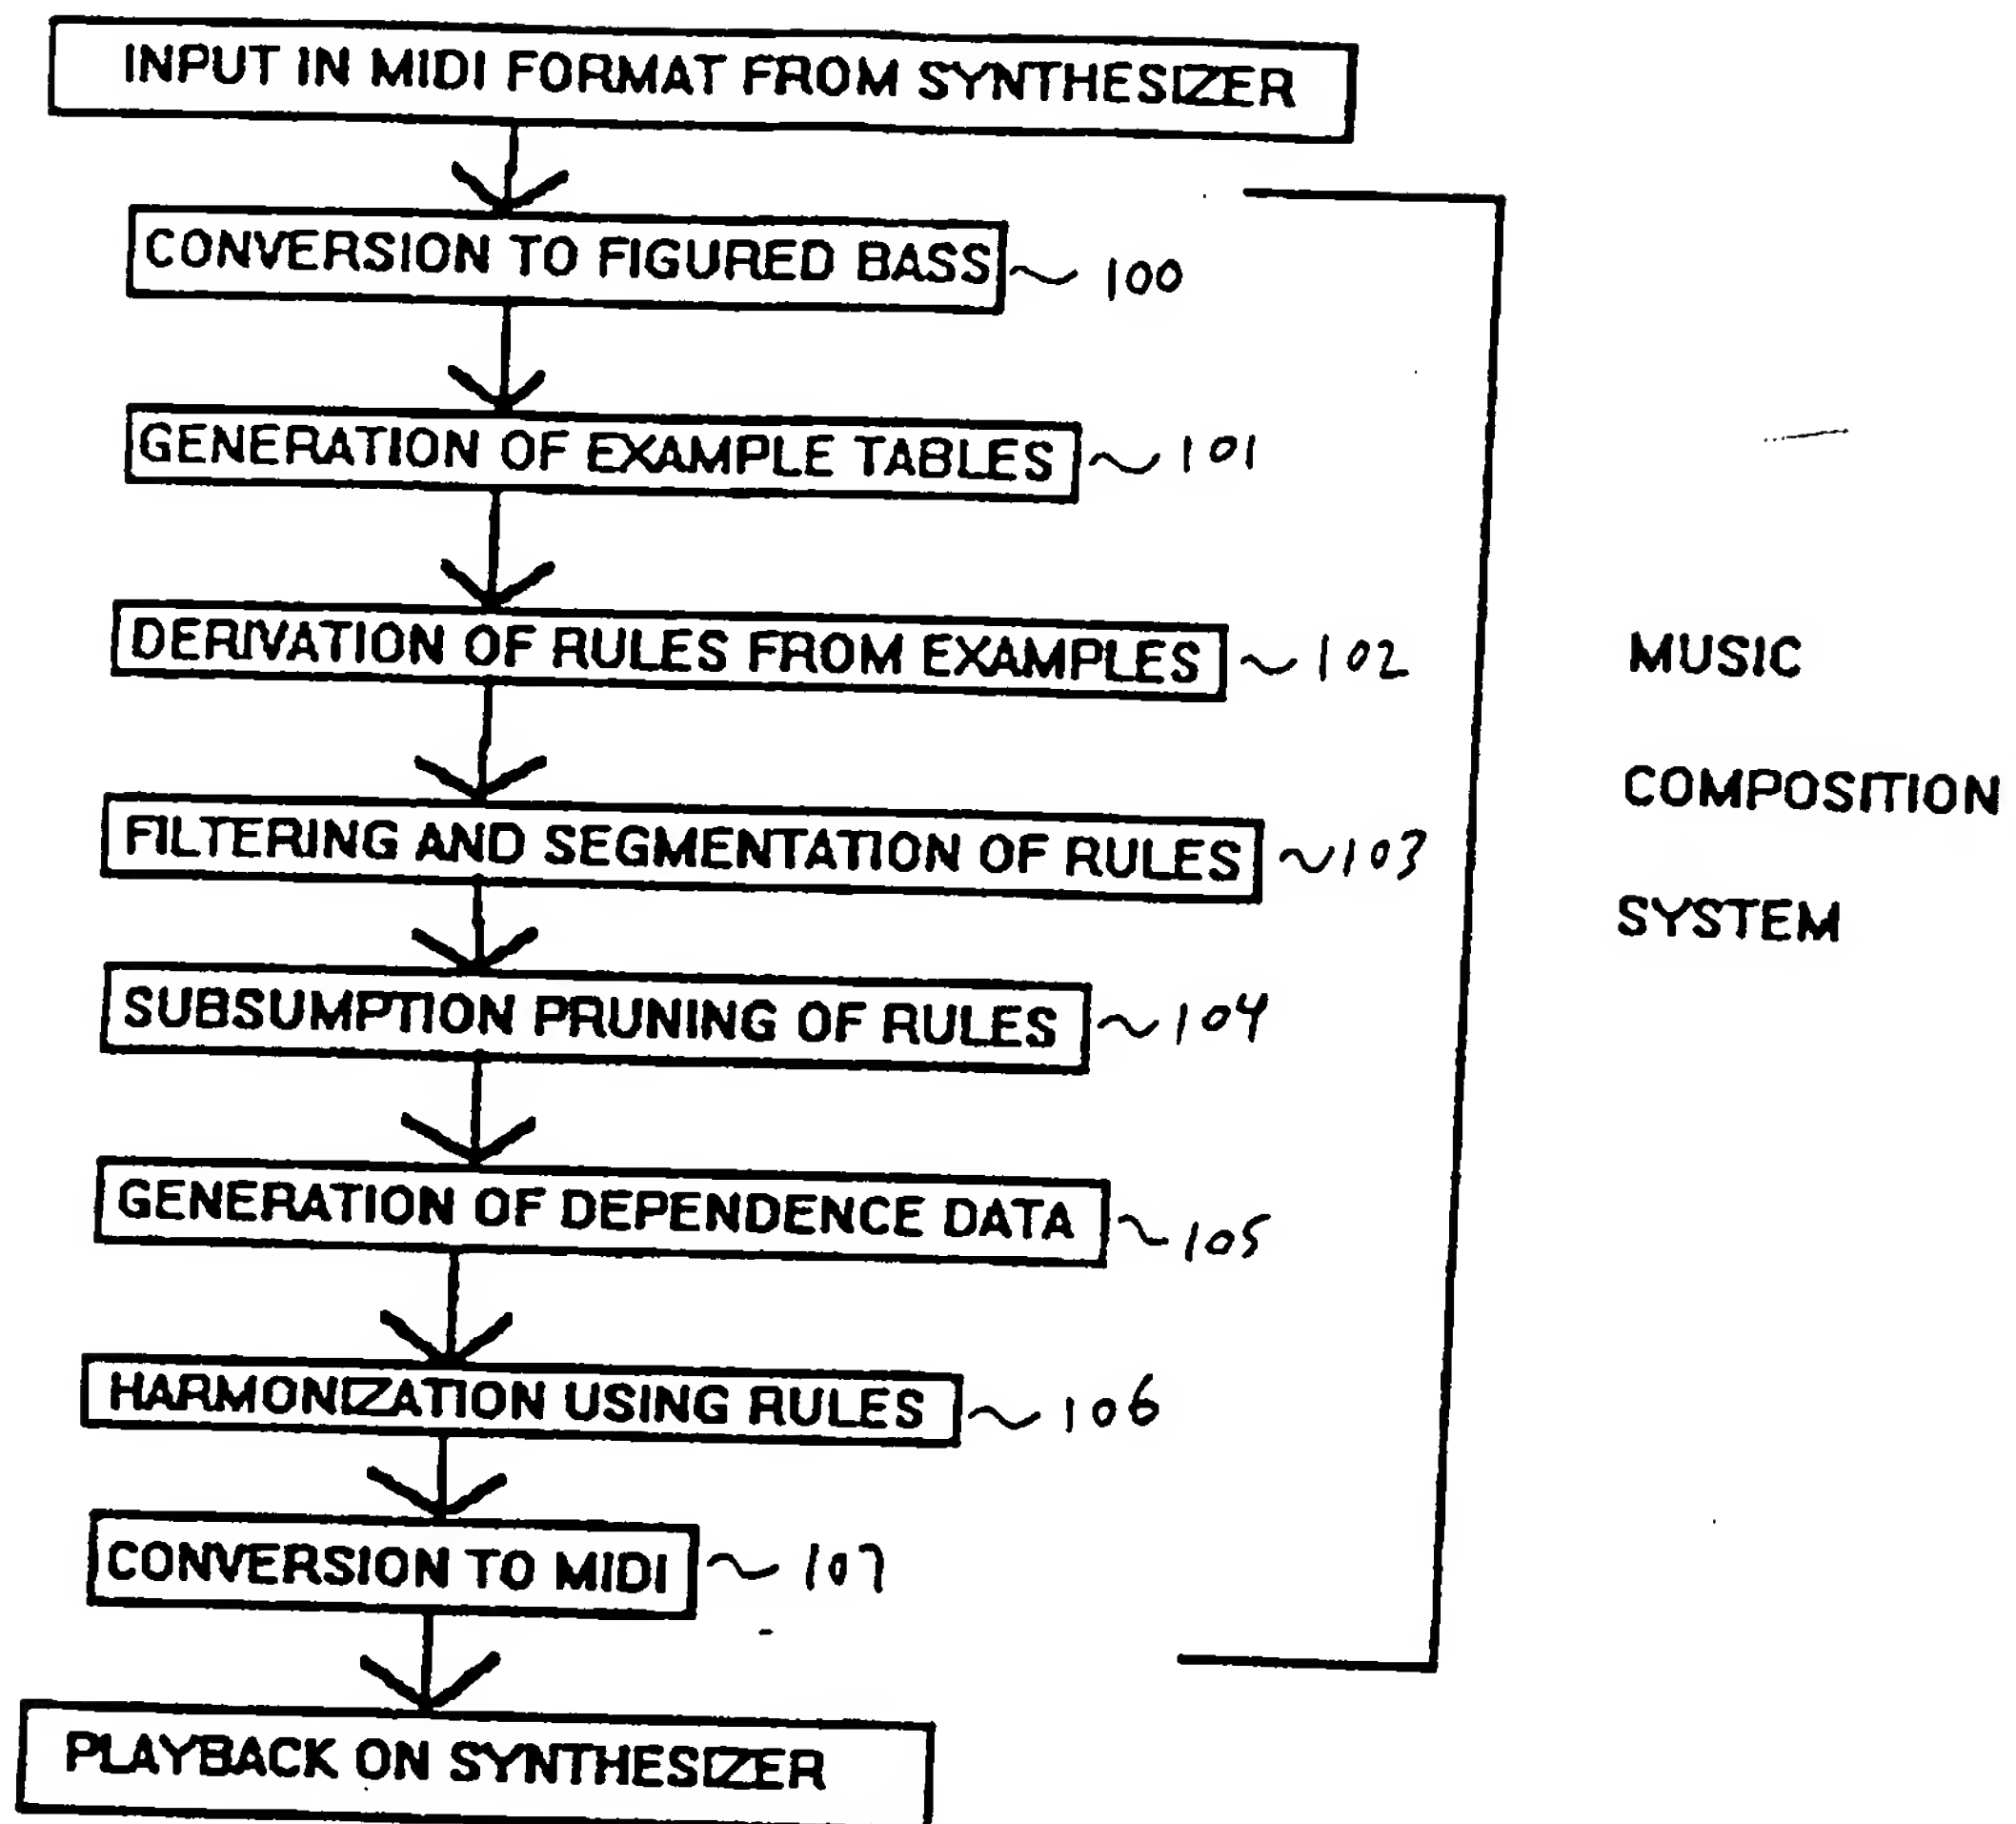 INPUT IN MIDI FORMAT FROM SYNTHESIZER
CONVERSION TO FIGURED BASS 100
GENERATION OF EXAMPLE TABLES 101
DERIVATION OF RULES FROM EXAMPLES 102
MUSIC
COMPOSITION
FILTERING AND SEGMENTATION OF RULES 103
SYSTEM
SUBSUMPTION PRUNING OF RULES 104
GENERATION OF DEPENDENCE DATA 105
HARMONIZATION USING RULES 106
CONVERSION TO MIDI 107
PLAYBACK ON SYNTHESIZER